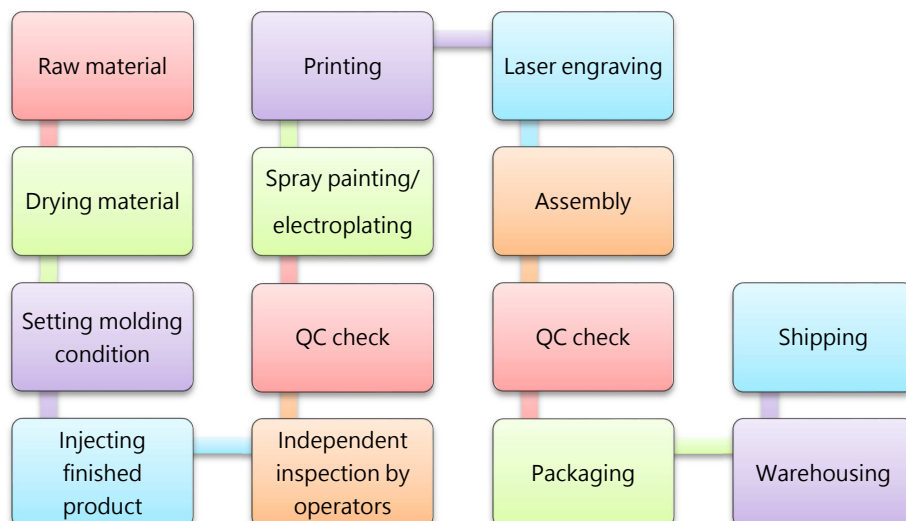 Raw material
Drying material
Setting molding
condition
Injecting
finished
product
Independent
inspection by
operators
QC check
Spray painting/
electroplating
Printing
Laser engraving
Assembly
QC check
Packaging
Warehousing
Shipping